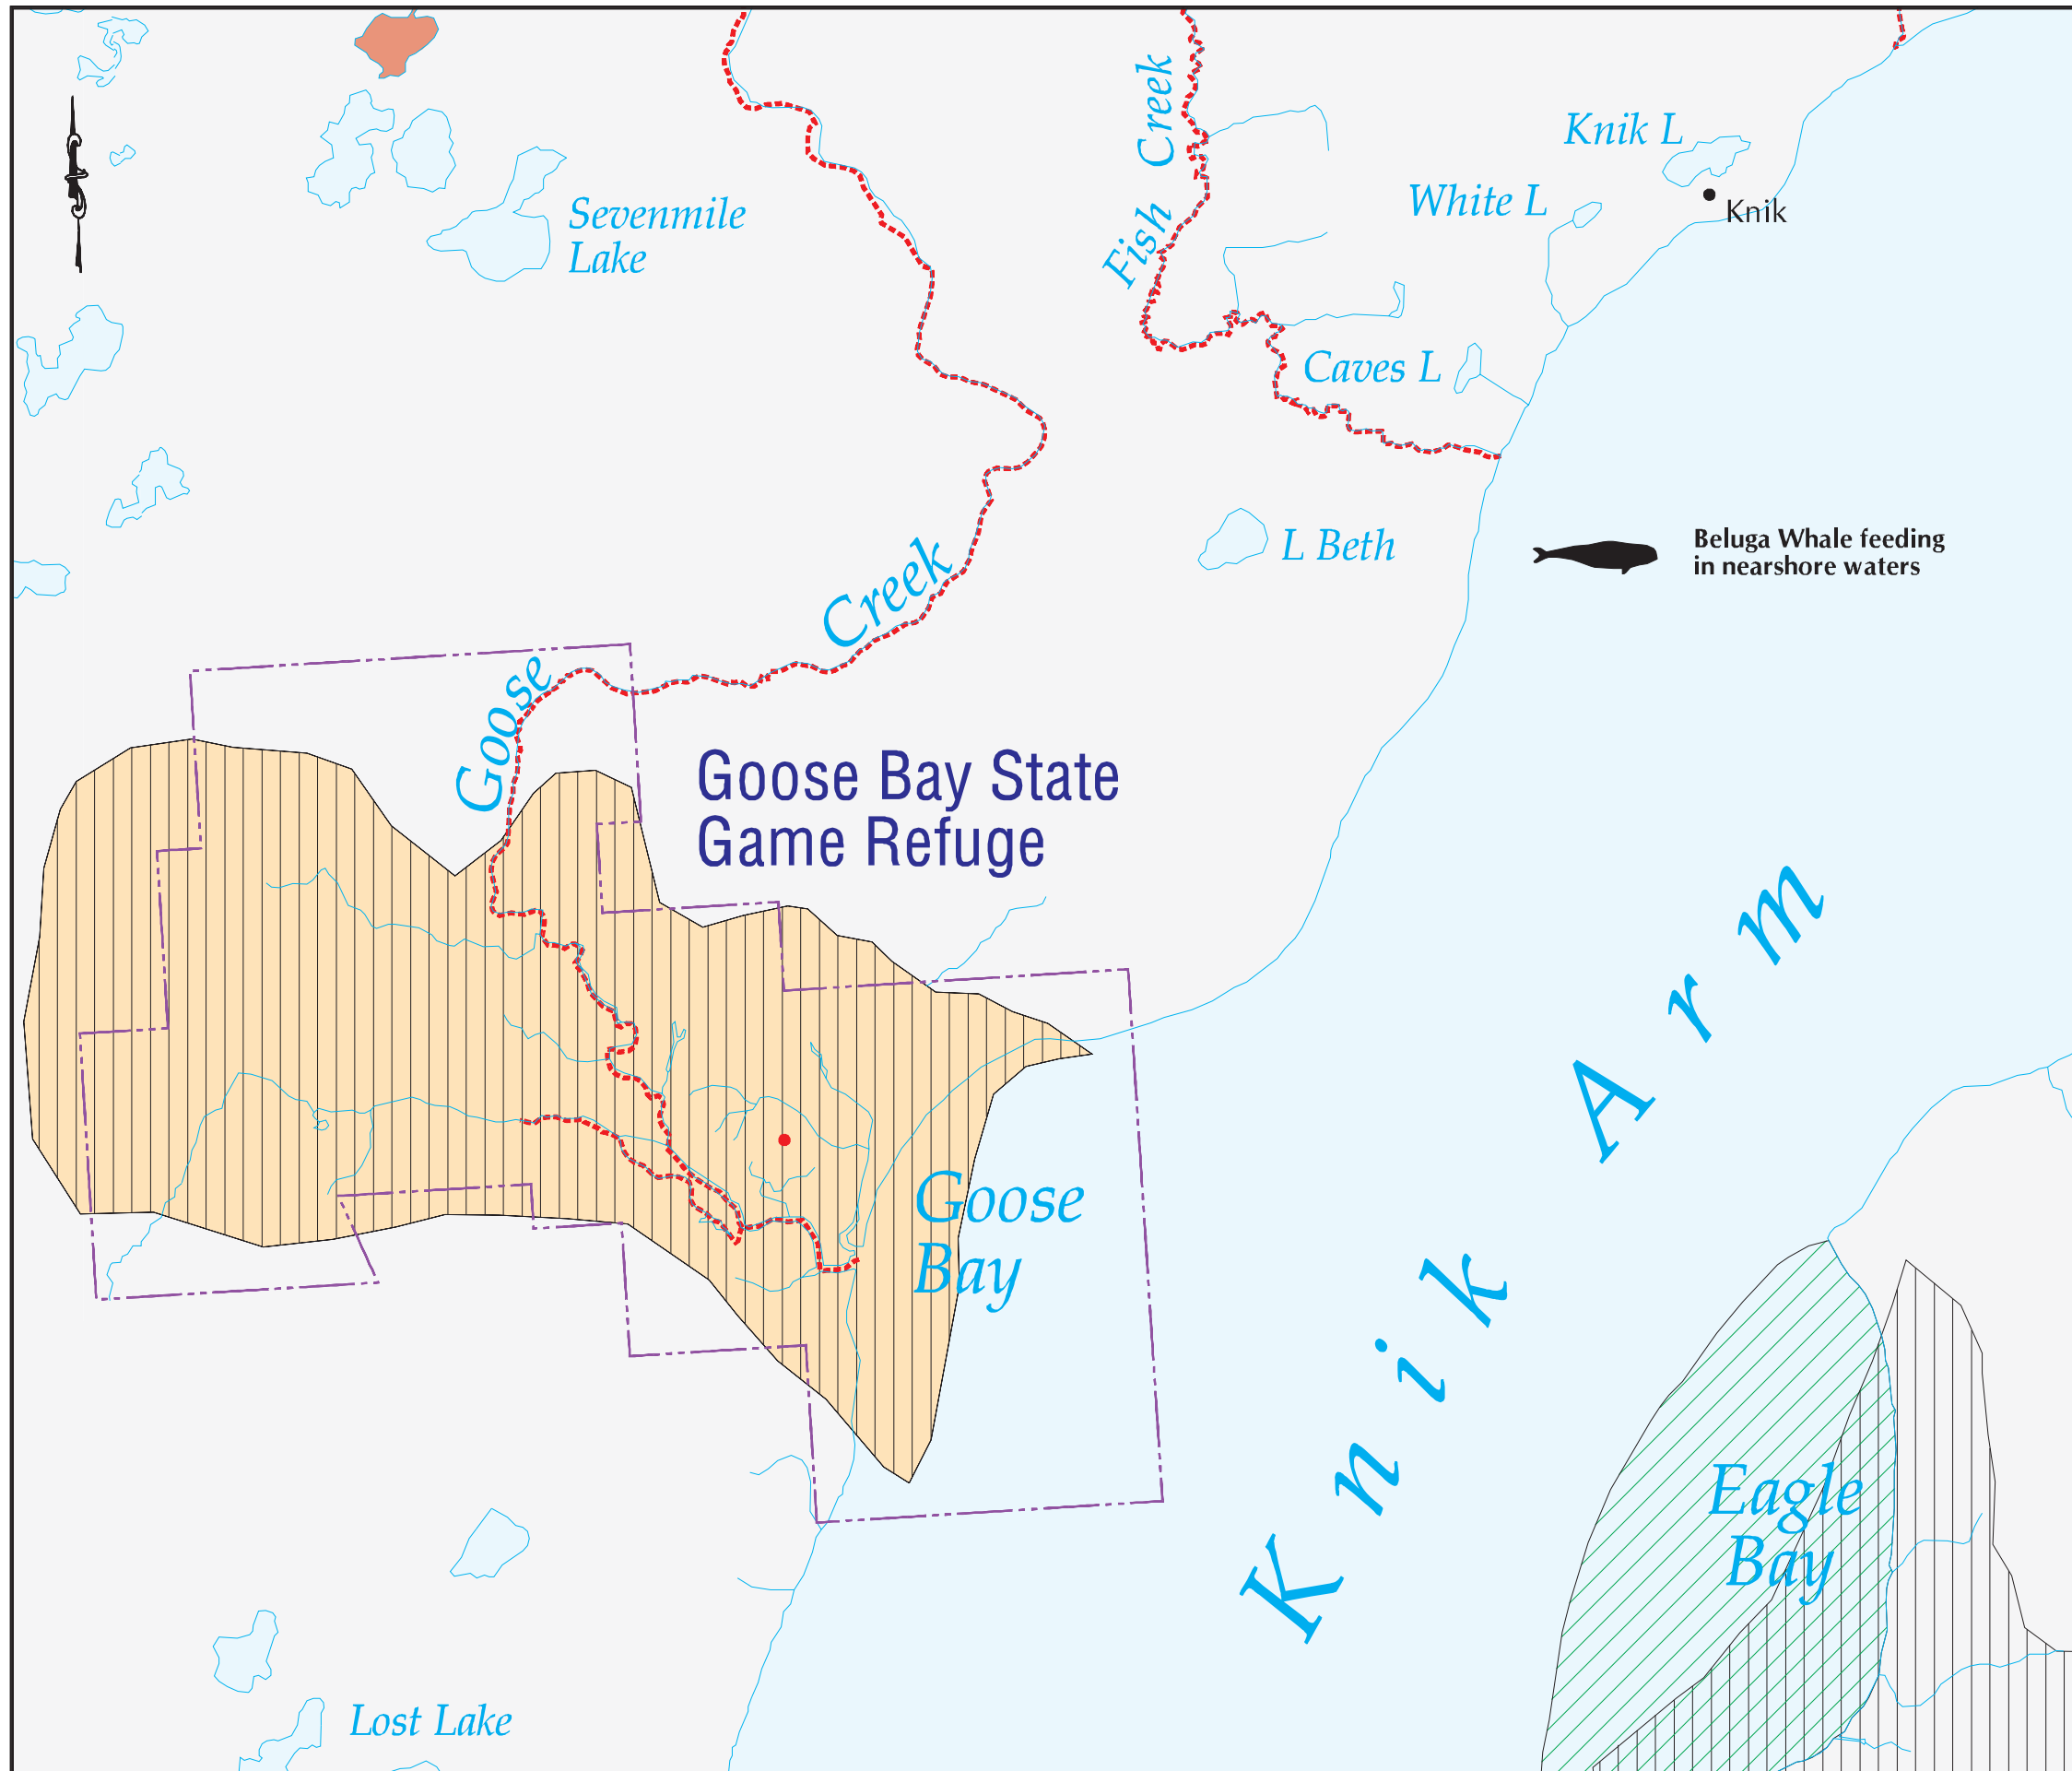 Fish Creek
Knik L
White L
Knik
Sevenmile
Lake
Caves L
L Beth
Beluga Whale feeding
in nearshore waters
Goose Creek
Goose Bay State
Game Refuge
Knik Arm
Goose
Bay
Eagle
Bay
Lost Lake